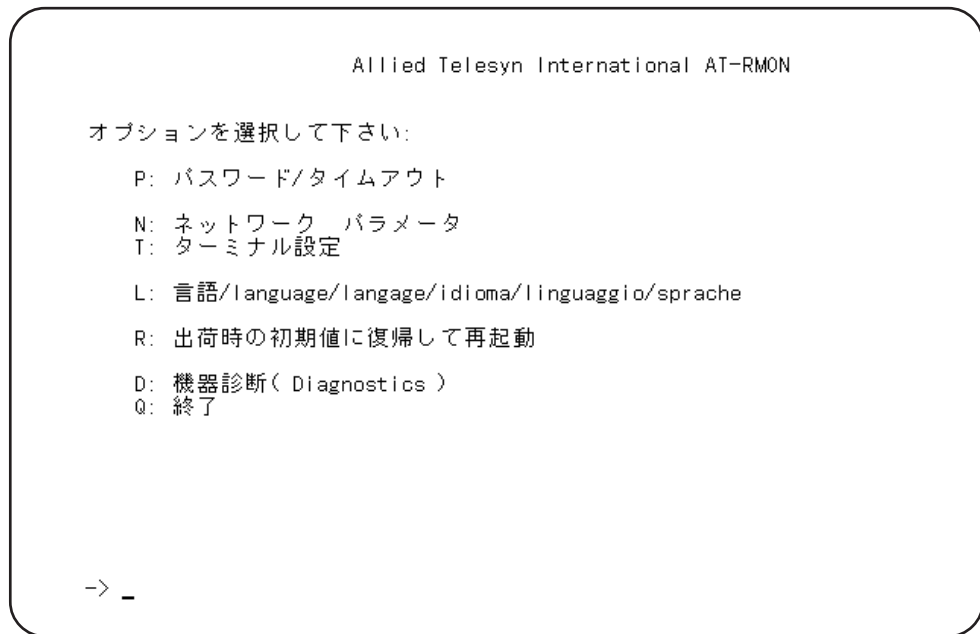 Allied Telesyn International AT-RMON
オプションを選択して下さい:
P: パスワード/タイムアウト
N: ネットワーク パラメータ
T: ターミナル設定
L: 言語/language/langage/idioma/linguaggio/sprache
R: 出荷時の初期値に復帰して再起動
D: 機器診断( Diagnostics )
Q: 終了
-> _